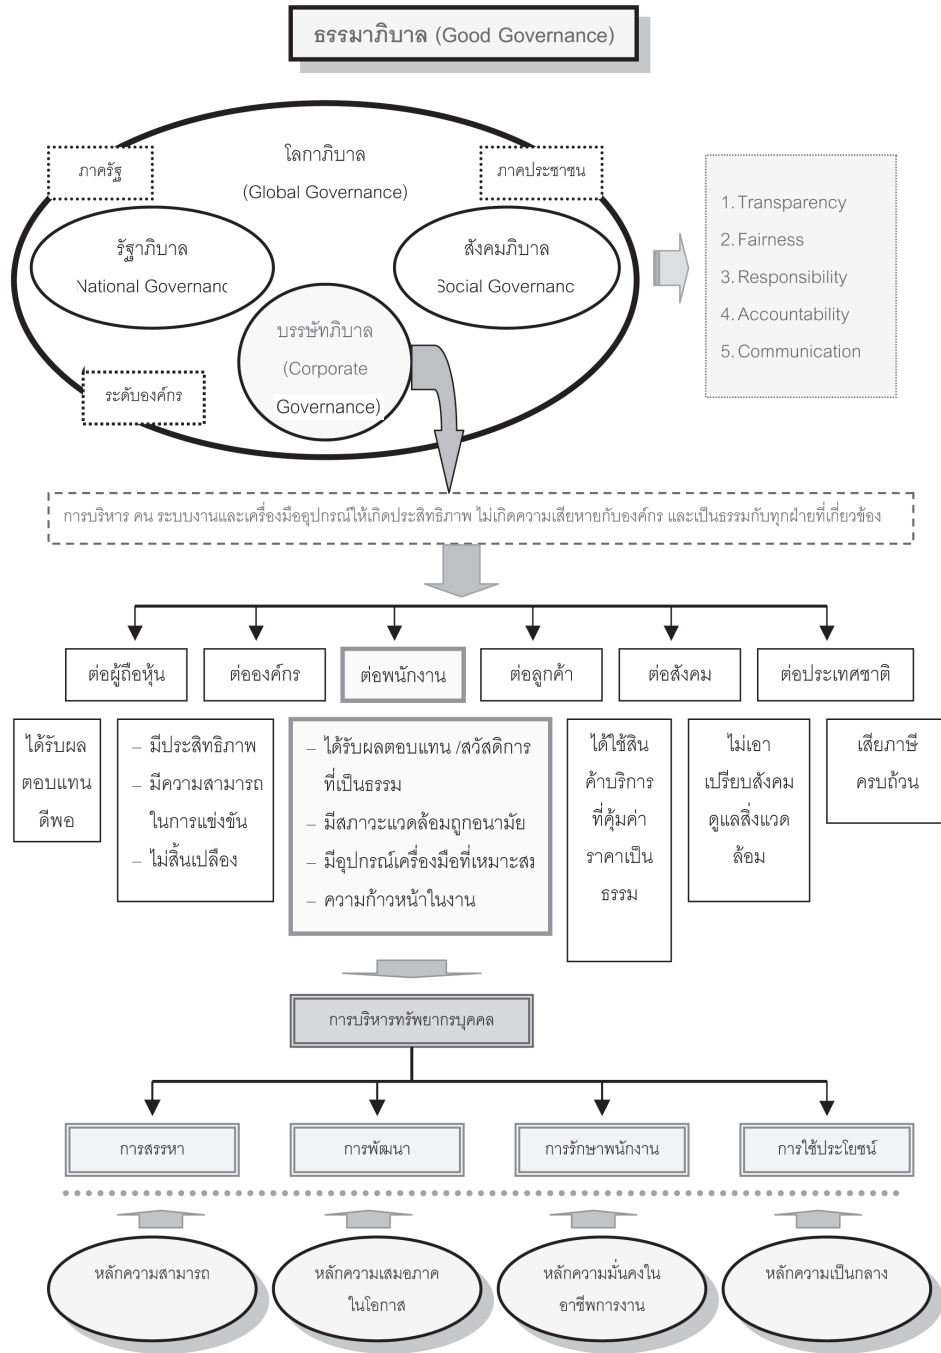 ธรรมาภิบาล (Good Governance)
ภาครัฐ
โลกาภิบาล
(Global Governance)
ภาคประชาชน
รัฐาภิบาล
National Governanc
สังคมภิบาล
Social Governanc
บรรษัทภิบาล
(Corporate
Governance)
ระดับองค์กร
1. Transparency
2. Fairness
3. Responsibility
4. Accountability
5. Communication
การบริหาร คน ระบบงานและเครื่องมืออุปกรณ์ให้เกิดประสิทธิภาพ ไม่เกิดความเสียหายกับองค์กร และเป็นธรรมกับทุกฝ่ายที่เกี่ยวข้อง
ต่อผู้ถือหุ้น
ต่อองค์กร
ต่อพนักงาน
ต่อลูกค้า
ต่อสังคม
ต่อประเทศชาติ
ได้รับผล
ตอบแทน
ดีพอ
– มีประสิทธิภาพ
– มีความสามารถ
ในการแข่งขัน
– ไม่สิ้นเปลือง
– ได้รับผลตอบแทน /สวัสดิการ
ที่เป็นธรรม
– มีสภาวะแวดล้อมถูกอนามัย
– มีอุปกรณ์เครื่องมือที่เหมาะสม
– ความก้าวหน้าในงาน
ได้ใช้สิน
ค้าบริการ
ที่คุ้มค่า
ราคาเป็น
ธรรม
ไม่เอา
เปรียบสังคม
ดูแลสิ่งแวด
ล้อม
เสียภาษี
ครบถ้วน
การบริหารทรัพยากรบุคคล
การสรรหา
การพัฒนา
การรักษาพนักงาน
การใช้ประโยชน์
หลักความสามารถ
หลักความเสมอภาค
ในโอกาส
หลักความมั่นคงใน
อาชีพการงาน
หลักความเป็นกลาง